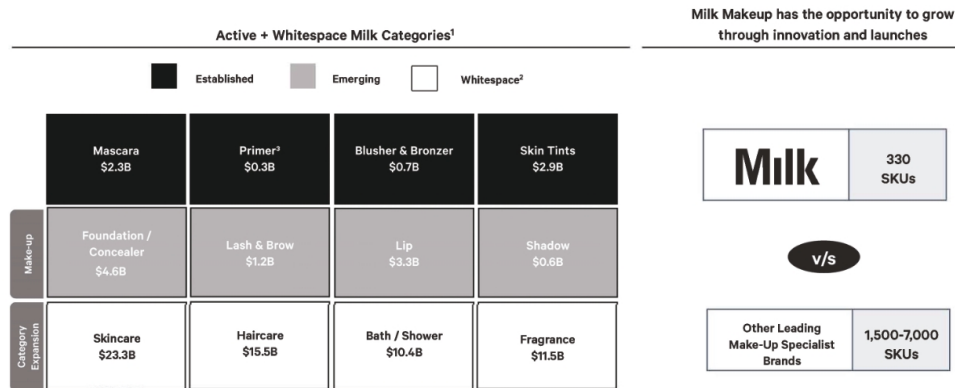 Milk Makeup has the opportunity to grow
through innovation and launches
Active + Whitespace Milk Categories¹
Established
Emerging
Whitespace²
Mascara
$2.3B
Primer³
$0.3B
Blusher & Bronzer
$0.7B
Skin Tints
$2.9B
Make-up
Foundation /
Concealer
$4.6B
Lash & Brow
$1.2B
Lip
$3.3B
Shadow
$0.6B
Category
Expansion
Skincare
$23.3B
Haircare
$15.5B
Bath / Shower
$10.4B
Fragrance
$11.5B
Milk
330
SKUs
v/s
Other Leading
Make-Up Specialist
Brands
1,500-7,000
SKUs